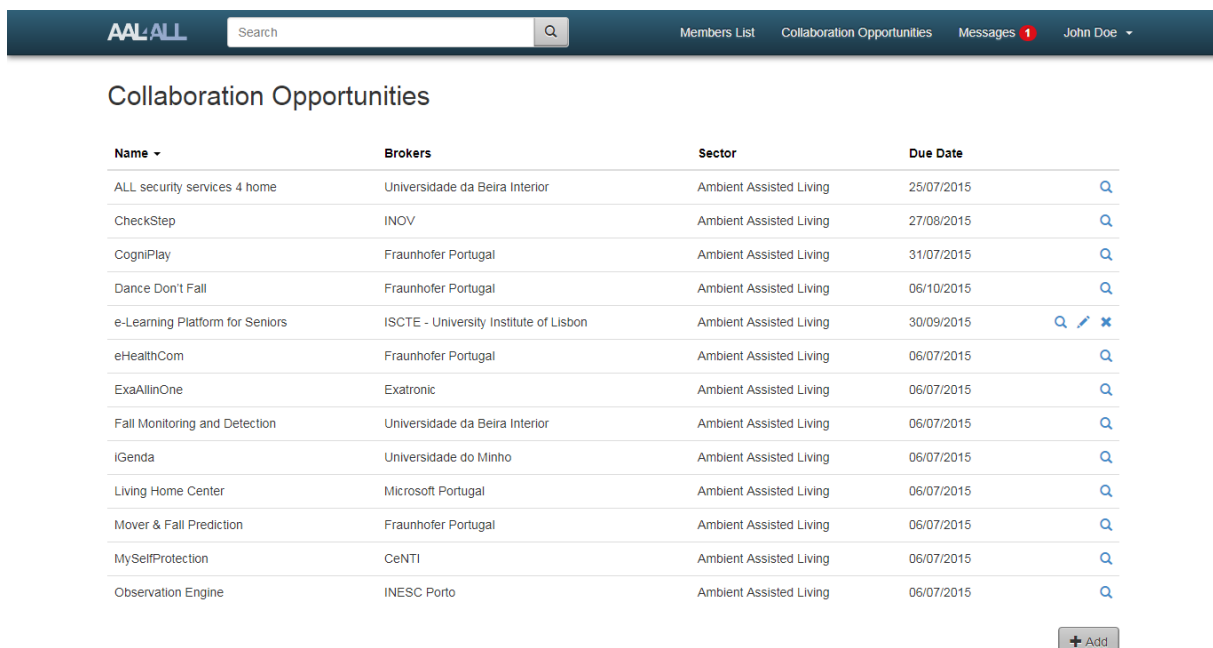 AAL4ALL Search Members List Collaboration Opportunities Messages 1 John Doe
Collaboration Opportunities
Name Brokers Sector Due Date
ALL security services 4 home Universidade da Beira Interior Ambient Assisted Living 25/07/2015
CheckStep INOV Ambient Assisted Living 27/08/2015
CogniPlay Fraunhofer Portugal Ambient Assisted Living 31/07/2015
Dance Don't Fall Fraunhofer Portugal Ambient Assisted Living 06/10/2015
e-Learning Platform for Seniors ISCTE - University Institute of Lisbon Ambient Assisted Living 30/09/2015
eHealthCom Fraunhofer Portugal Ambient Assisted Living 06/07/2015
ExaAllinOne Exatronic Ambient Assisted Living 06/07/2015
Fall Monitoring and Detection Universidade da Beira Interior Ambient Assisted Living 06/07/2015
iGenda Universidade do Minho Ambient Assisted Living 06/07/2015
Living Home Center Microsoft Portugal Ambient Assisted Living 06/07/2015
Mover & Fall Prediction Fraunhofer Portugal Ambient Assisted Living 06/07/2015
MySelfProtection CeNTI Ambient Assisted Living 06/07/2015
Observation Engine INESC Porto Ambient Assisted Living 06/07/2015
Add